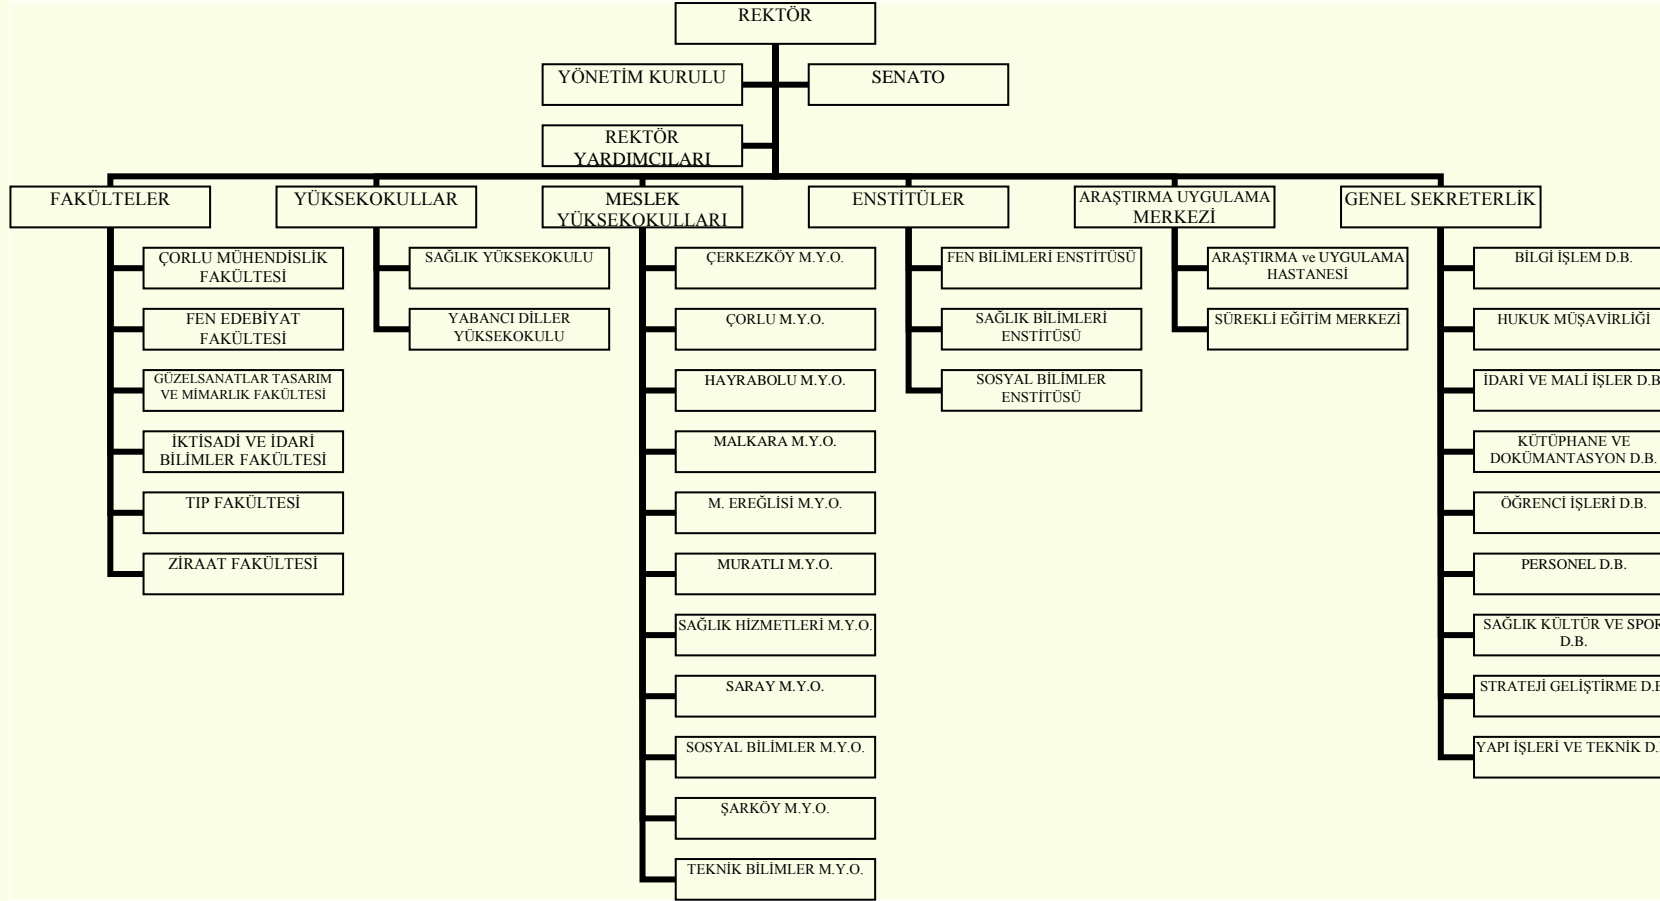 REKTÖR
YÖNETİM KURULU
SENATO
REKTÖR
YARDIMCILARI
FAKÜLTELER
ÇORLU MÜHENDİSLİK
FAKÜLTESİ
FEN EDEBİYAT
FAKÜLTESİ
GÜZELSANATLAR TASARIM
VE MİMARLIK FAKÜLTESİ
İKTİSADİ VE İDARİ
BİLİMLER FAKÜLTESİ
TIP FAKÜLTESİ
ZİRAAT FAKÜLTESİ
YÜKSEKOKULLAR
SAĞLIK YÜKSEKOKULU
YABANCI DİLLER
YÜKSEKOKULU
MESLEK
YÜKSEKOKULLARI
ÇERKEZKÖY M.Y.O.
ÇORLU M.Y.O.
HAYRABOLU M.Y.O.
MALKARA M.Y.O.
M. EREĞLİSİ M.Y.O.
MURATLI M.Y.O.
SAĞLIK HİZMETLERİ M.Y.O.
SARAY M.Y.O.
SOSYAL BİLİMLER M.Y.O.
ŞARKÖY M.Y.O.
TEKNİK BİLİMLER M.Y.O.
ENSTİTÜLER
FEN BİLİMLERİ ENSTİTÜSÜ
SAĞLIK BİLİMLERİ
ENSTİTÜSÜ
SOSYAL BİLİMLER
ENSTİTÜSÜ
ARAŞTIRMA UYGULAMA
MERKEZİ
ARAŞTIRMA ve UYGULAMA
HASTANESİ
SÜREKLİ EĞİTİM MERKEZİ
GENEL SEKRETERLİK
BİLGİ İŞLEM D.B.
HUKUK MÜŞAVİRLİĞİ
İDARİ VE MALİ İŞLER D.B
KÜTÜPHANE VE
DOKÜMANTASYON D.B.
ÖĞRENCİ İŞLERİ D.B.
PERSONEL D.B.
SAĞLIK KÜLTÜR VE SPOR
D.B.
STRATEJİ GELİŞTİRME D.B
YAPI İŞLERİ VE TEKNİK D.